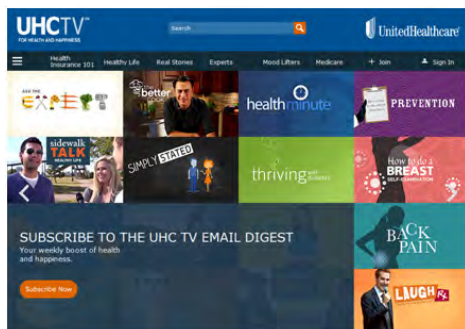 UHCTV
FOR HEALTH AND HAPPINESS
Search
UnitedHealthcare
Health Insurance 101
Healthy Life
Real Stories
Experts
Mood Lifters
Medicare
+ Join
Sign In
ASK THE
EXPERT
better
healthminute
PREVENTION
sidewalk
TALK
HEALTHY LIFE
SIMPLY STATED
thriving
How to do a
BREAST
SELF-EXAMINATION
SUBSCRIBE TO THE UHC TV EMAIL DIGEST
Your weekly boost of health
and happiness.
Subscribe Now
BACK
PAIN
LAUGH Rx